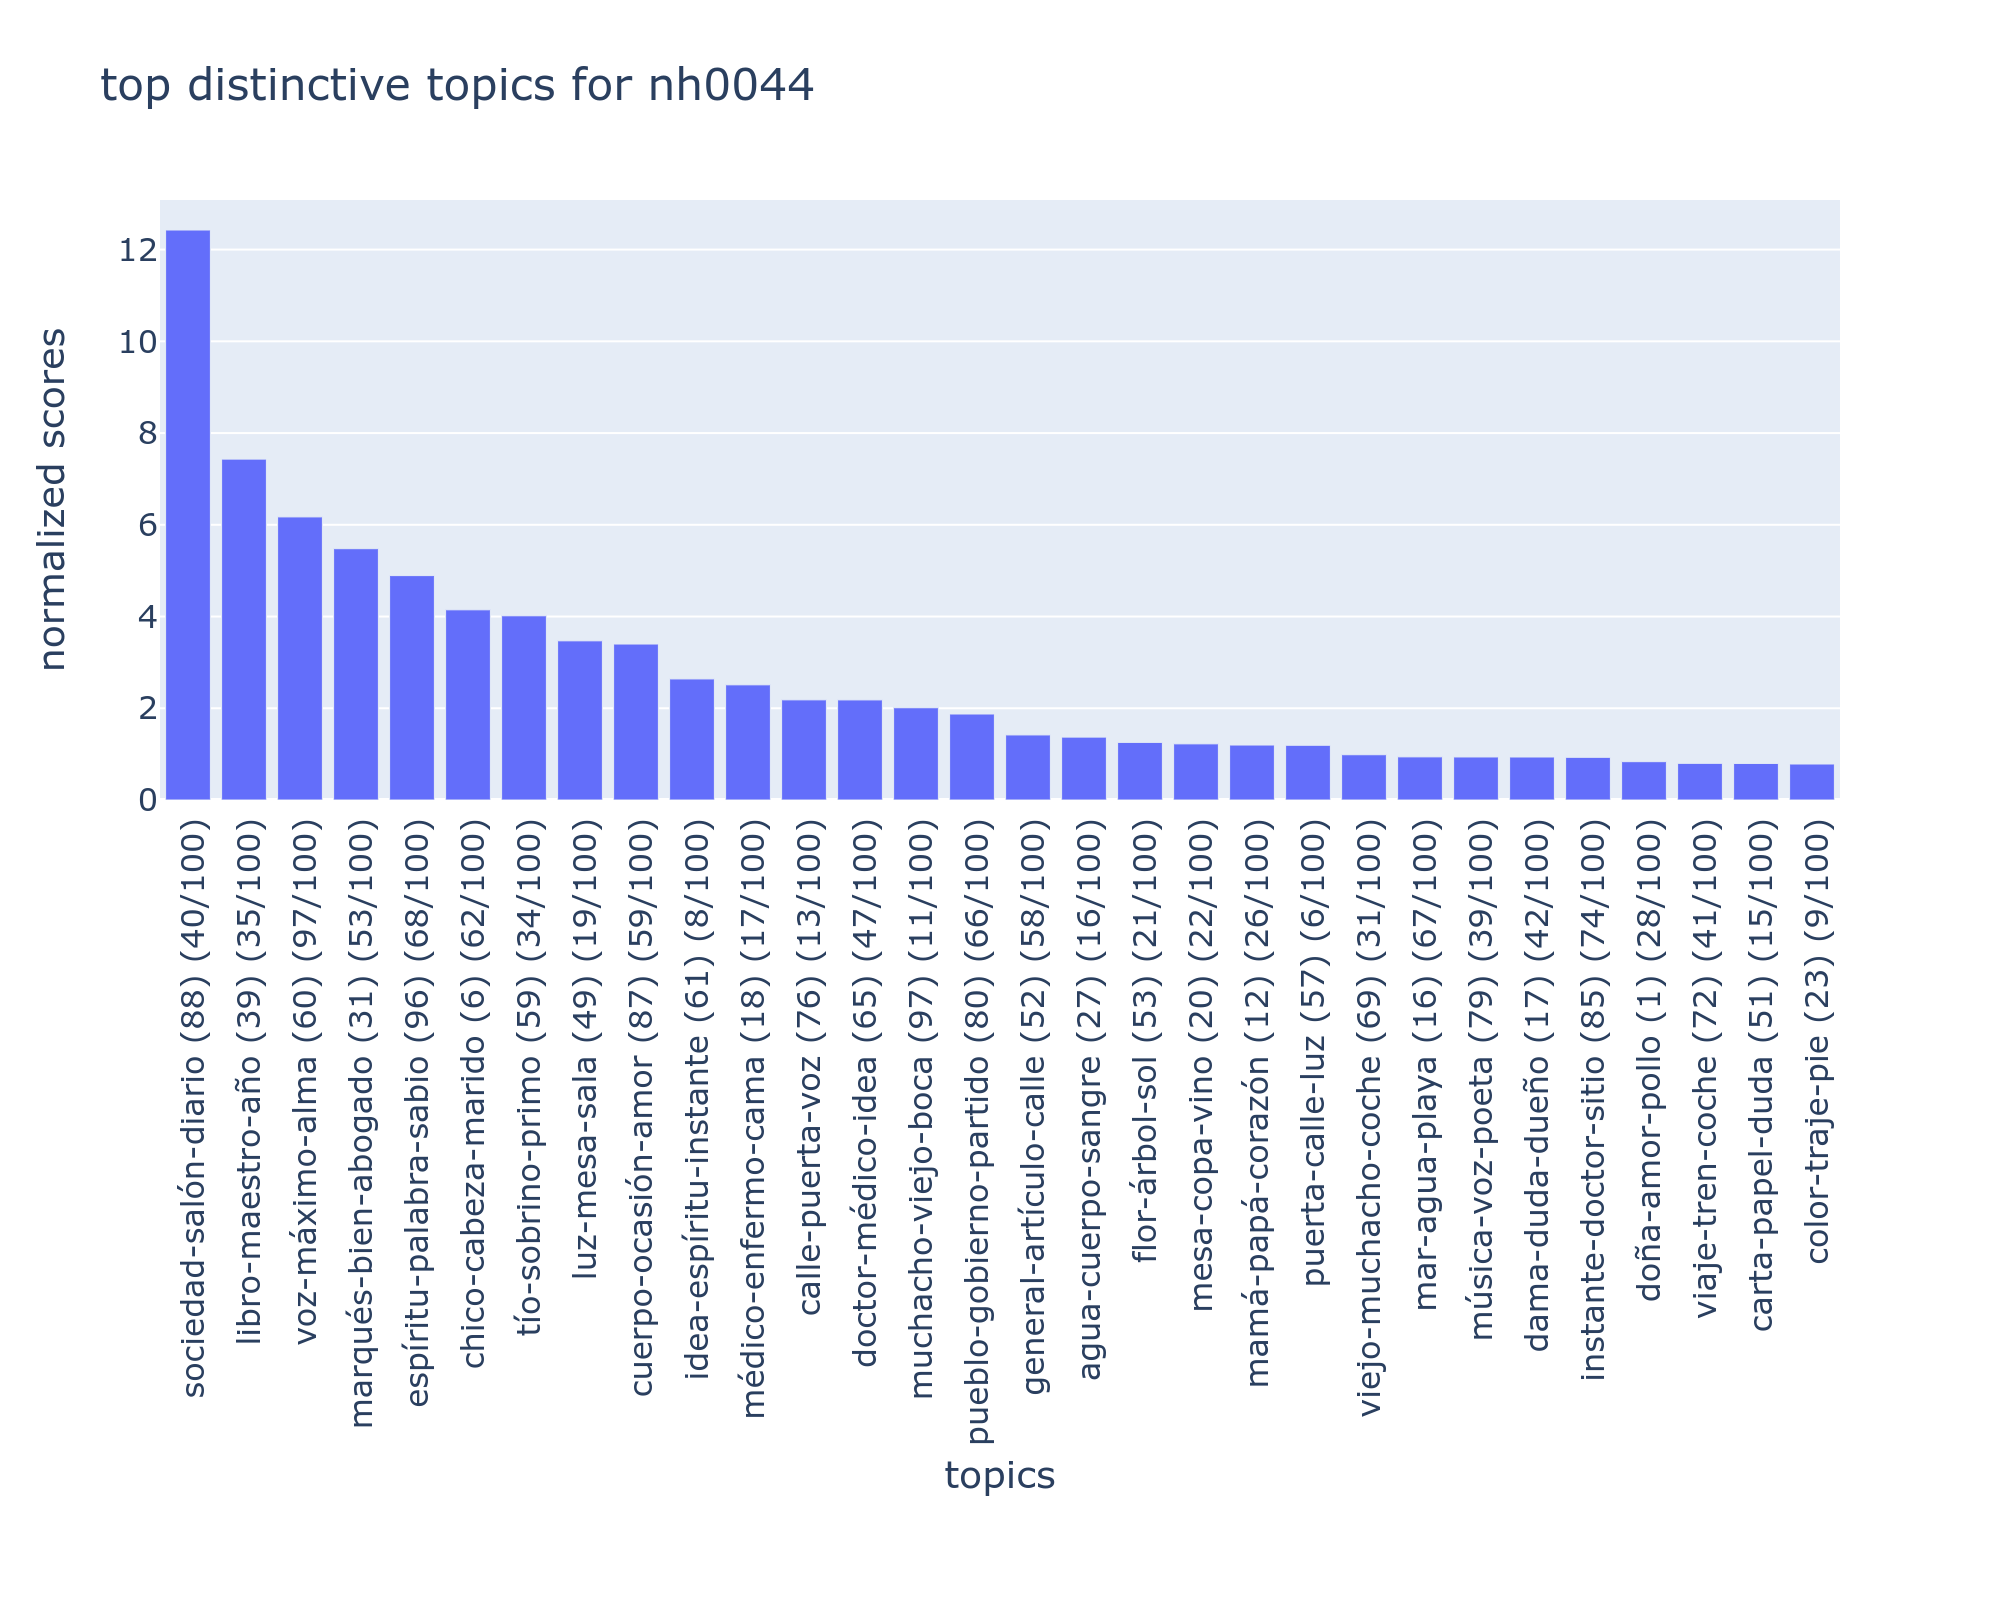 top distinctive topics for nh0044
normalized scores
12
10
8
6
4
2
0
sociedad-salón-diario (88) (40/100)
libro-maestro-año (39) (35/100)
voz-máximo-alma (60) (97/100)
marqués-bien-abogado (31) (53/100)
espíritu-palabra-sabio (96) (68/100)
chico-cabeza-marido (6) (62/100)
tío-sobrino-primo (59) (34/100)
luz-mesa-sala (49) (19/100)
cuerpo-ocasión-amor (87) (59/100)
idea-espíritu-instante (61) (8/100)
médico-enfermo-cama (18) (17/100)
calle-puerta-voz (76) (13/100)
doctor-médico-idea (65) (47/100)
muchacho-viejo-boca (97) (11/100)
pueblo-gobierno-partido (80) (66/100)
general-artículo-calle (52) (58/100)
agua-cuerpo-sangre (27) (16/100)
flor-árbol-sol (53) (21/100)
mesa-copa-vino (20) (22/100)
mamá-papá-corazón (12) (26/100)
puerta-calle-luz (57) (6/100)
viejo-muchacho-coche (69) (31/100)
mar-agua-playa (16) (67/100)
música-voz-poeta (79) (39/100)
dama-duda-dueño (17) (42/100)
instante-doctor-sitio (85) (74/100)
doña-amor-pollo (1) (28/100)
viaje-tren-coche (72) (41/100)
carta-papel-duda (51) (15/100)
color-traje-pie (23) (9/100)
topics